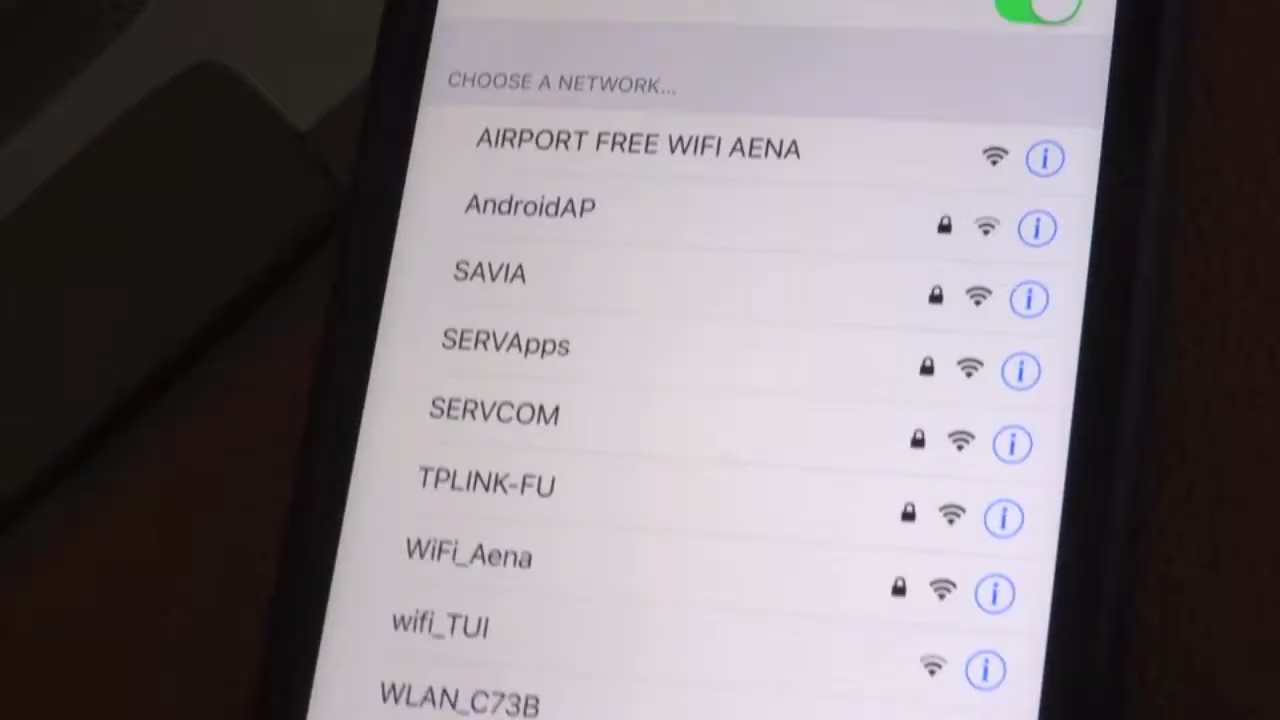 CHOOSE A NETWORK...
AIRPORT FREE WIFI AENA
AndroidAP
SAVIA
SERVApps
SERVCOM
TPLINK-FU
WiFi_Aena
wifi_TUI
WLAN_C73B